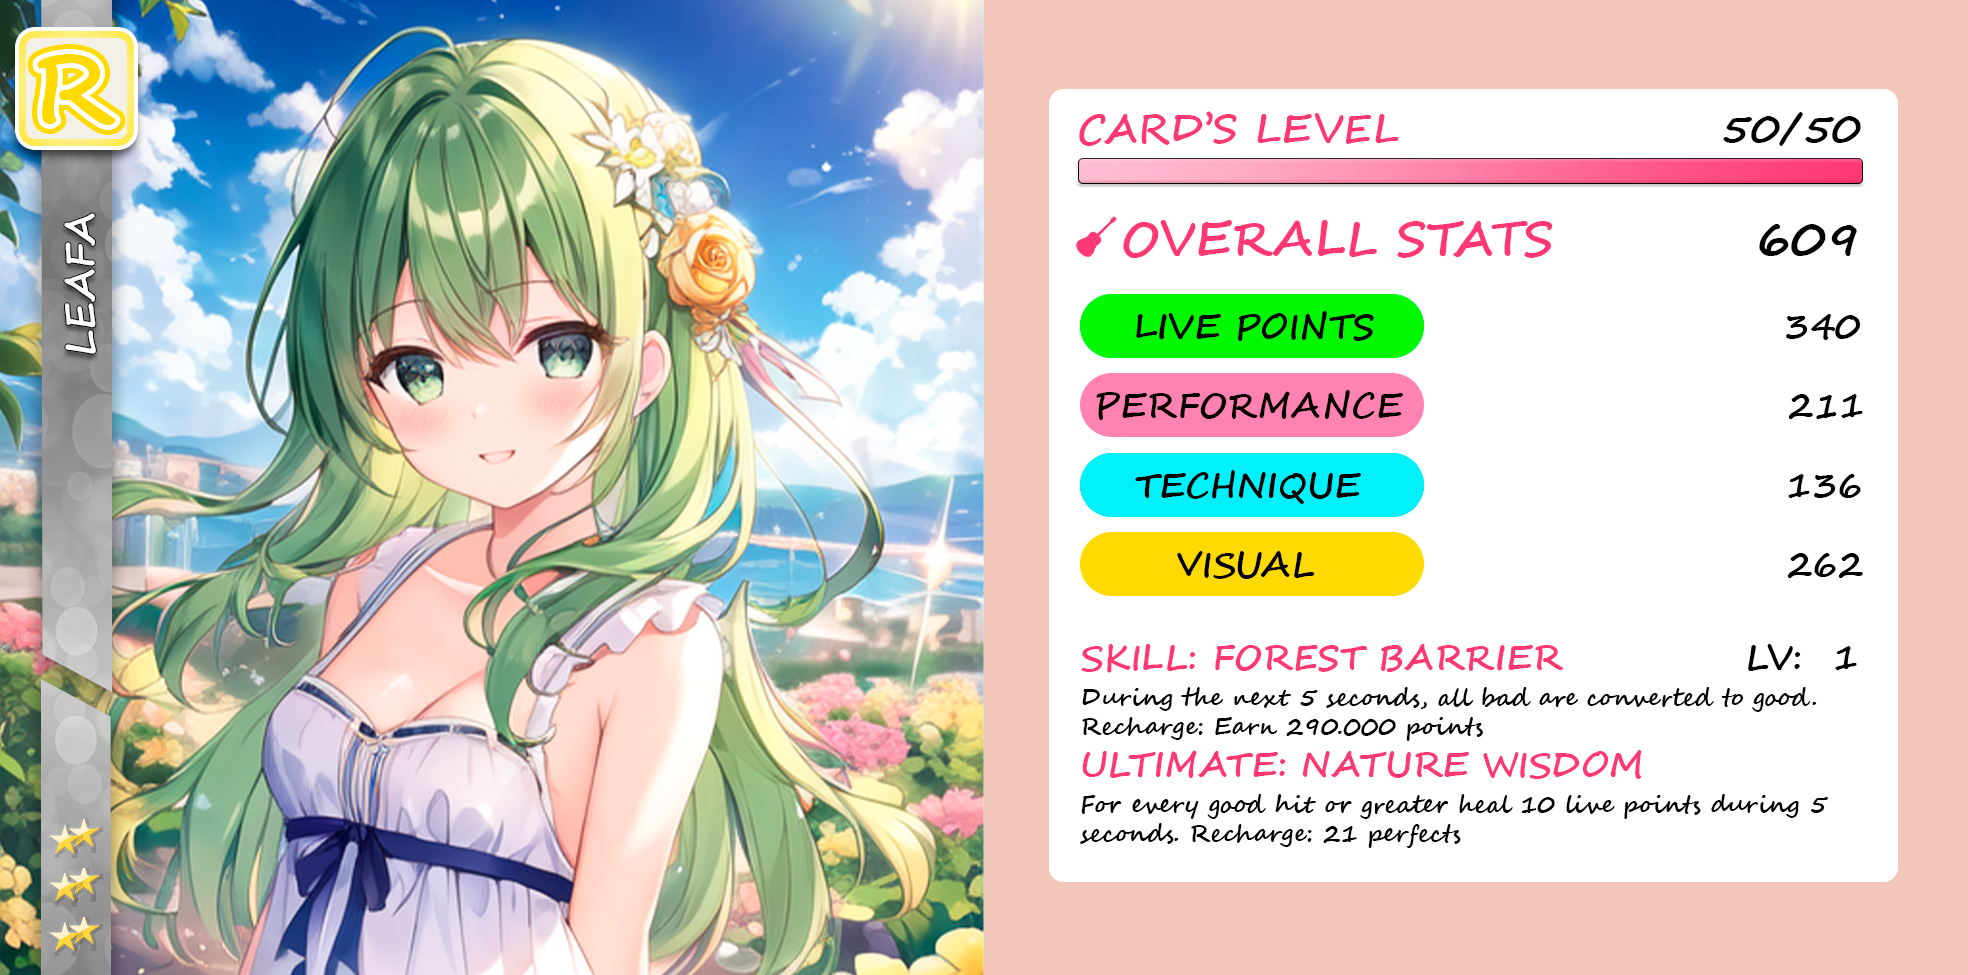 R
LEAFA
CARD'S LEVEL 50/50
OVERALL STATS 609
LIVE POINTS 340
PERFORMANCE 211
TECHNIQUE 136
VISUAL 262
SKILL: FOREST BARRIER LV: 1
During the next 5 seconds, all bad are converted to good.
Recharge: Earn 290.000 points
ULTIMATE: NATURE WISDOM
For every good hit or greater heal 10 live points during 5
seconds. Recharge: 21 perfects